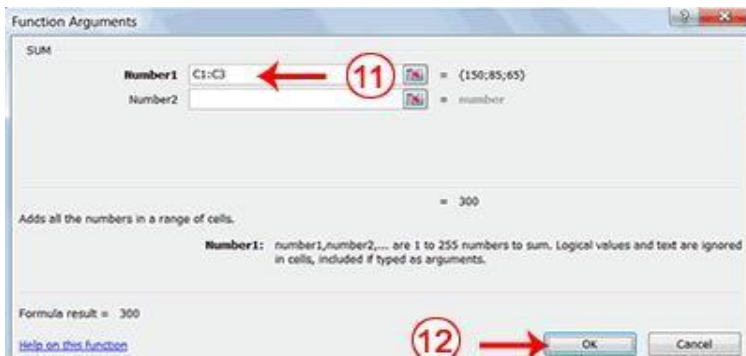 Function Arguments
SUM
Number1 C1:C3 11 = {150;85;65}
Number2 = number
= 300
Adds all the numbers in a range of cells.
Number1: number1,number2,... are 1 to 255 numbers to sum. Logical values and text are ignored
in cells, included if typed as arguments.
Formula result = 300
Help on this function 12 OK Cancel